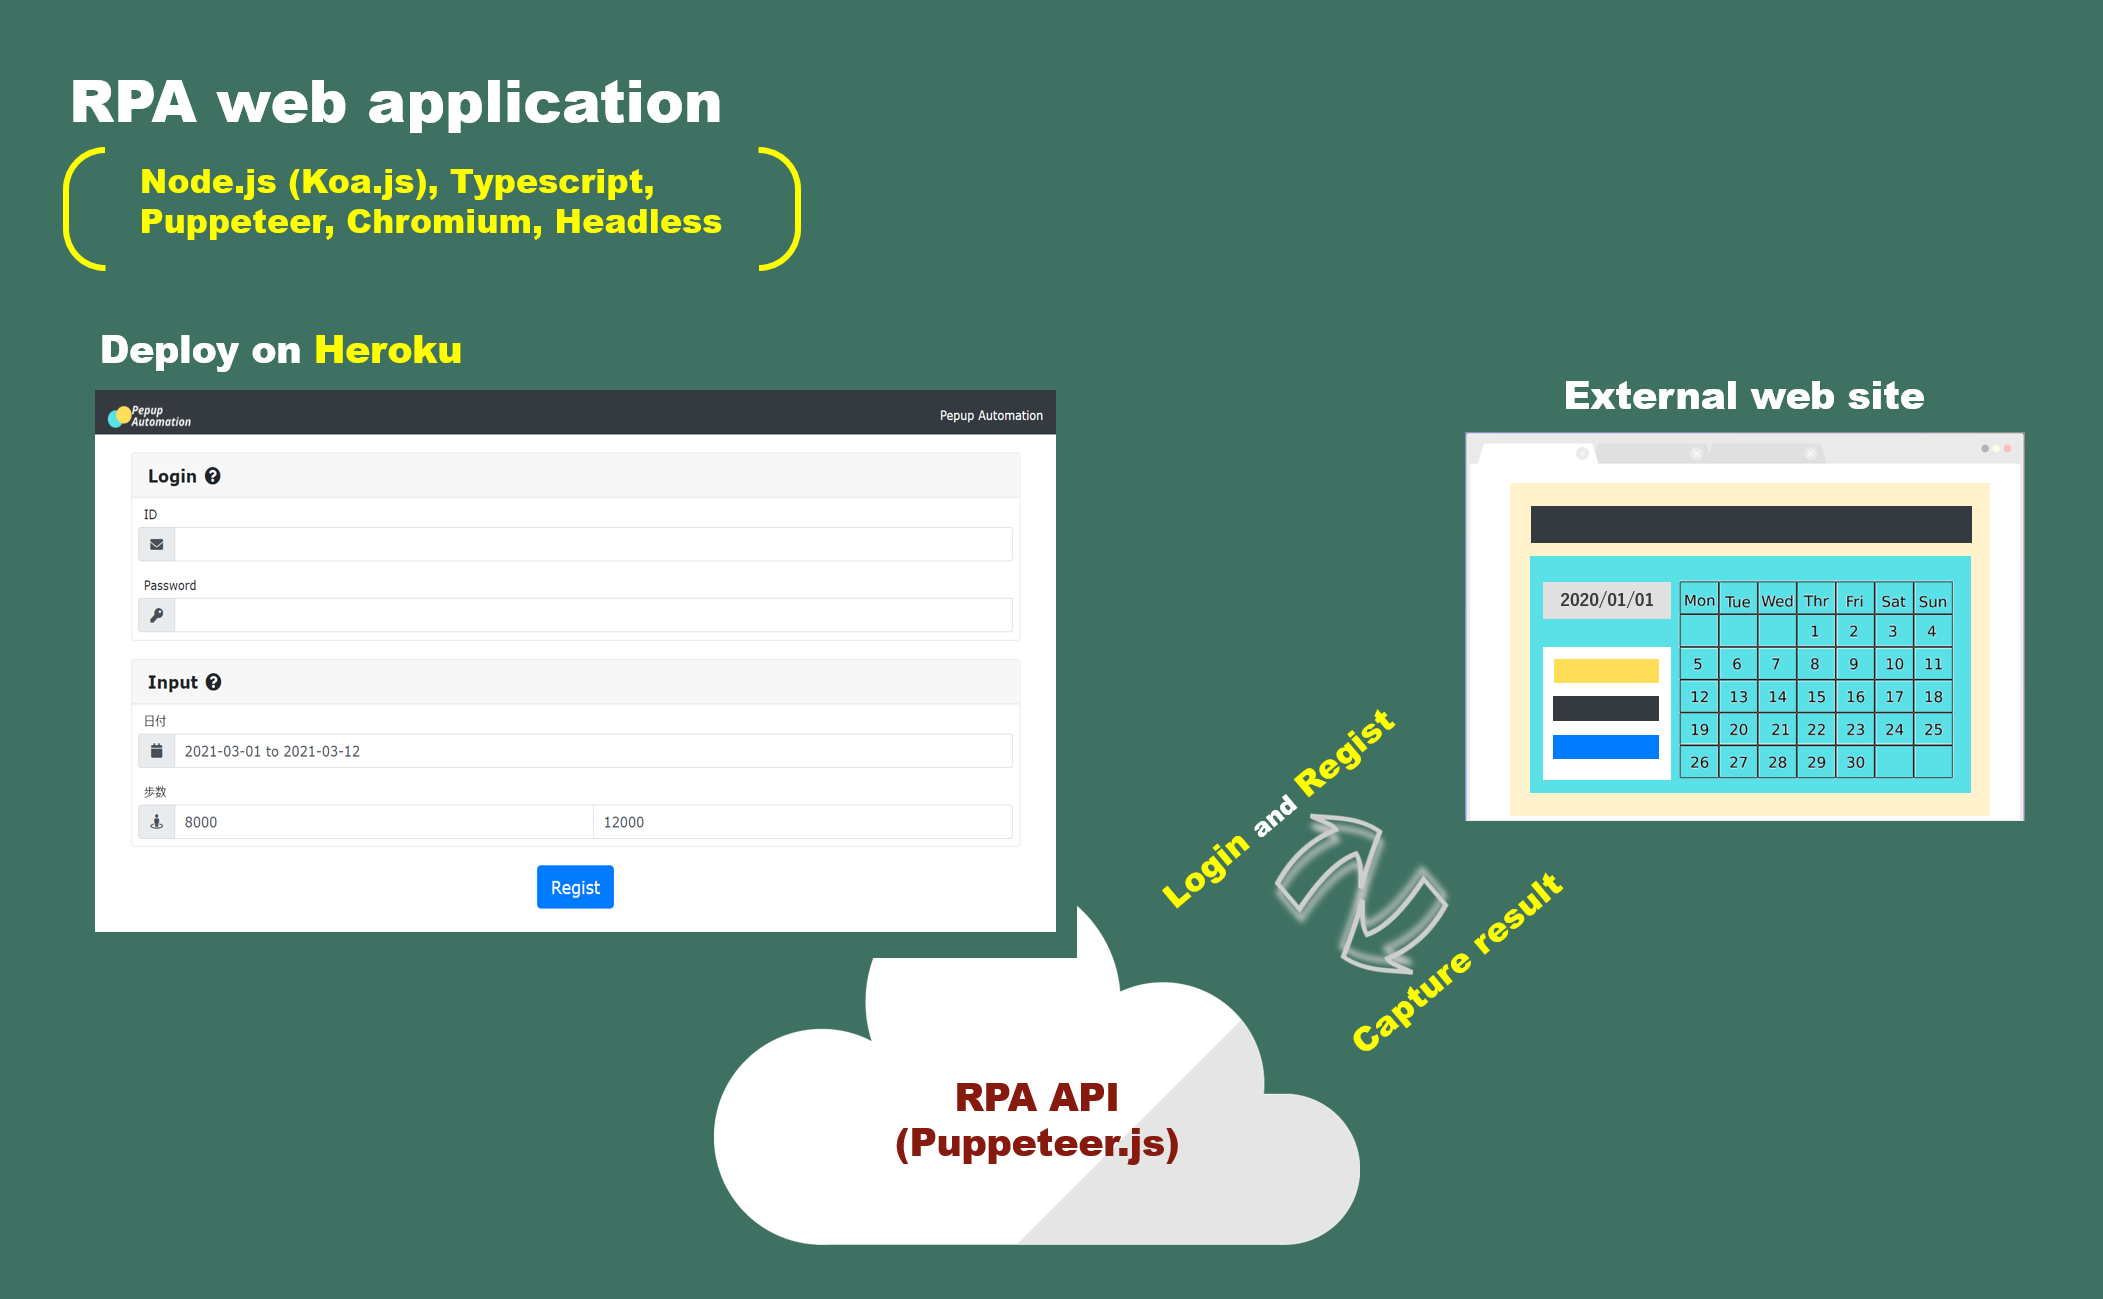 RPA web application
Node.js (Koa.js), Typescript,
Puppeteer, Chromium, Headless
Deploy on Heroku
Pepup
Automation
Pepup Automation
Login
ID
Password
Input
日付
2021-03-01 to 2021-03-12
歩数
8000 12000
Regist
External web site
2020/01/01
Mon Tue Wed Thr Fri Sat Sun
1 2 3 4
5 6 7 8 9 10 11
12 13 14 15 16 17 18
19 20 21 22 23 24 25
26 27 28 29 30
Login and Regist
Capture result
RPA API
(Puppeteer.js)